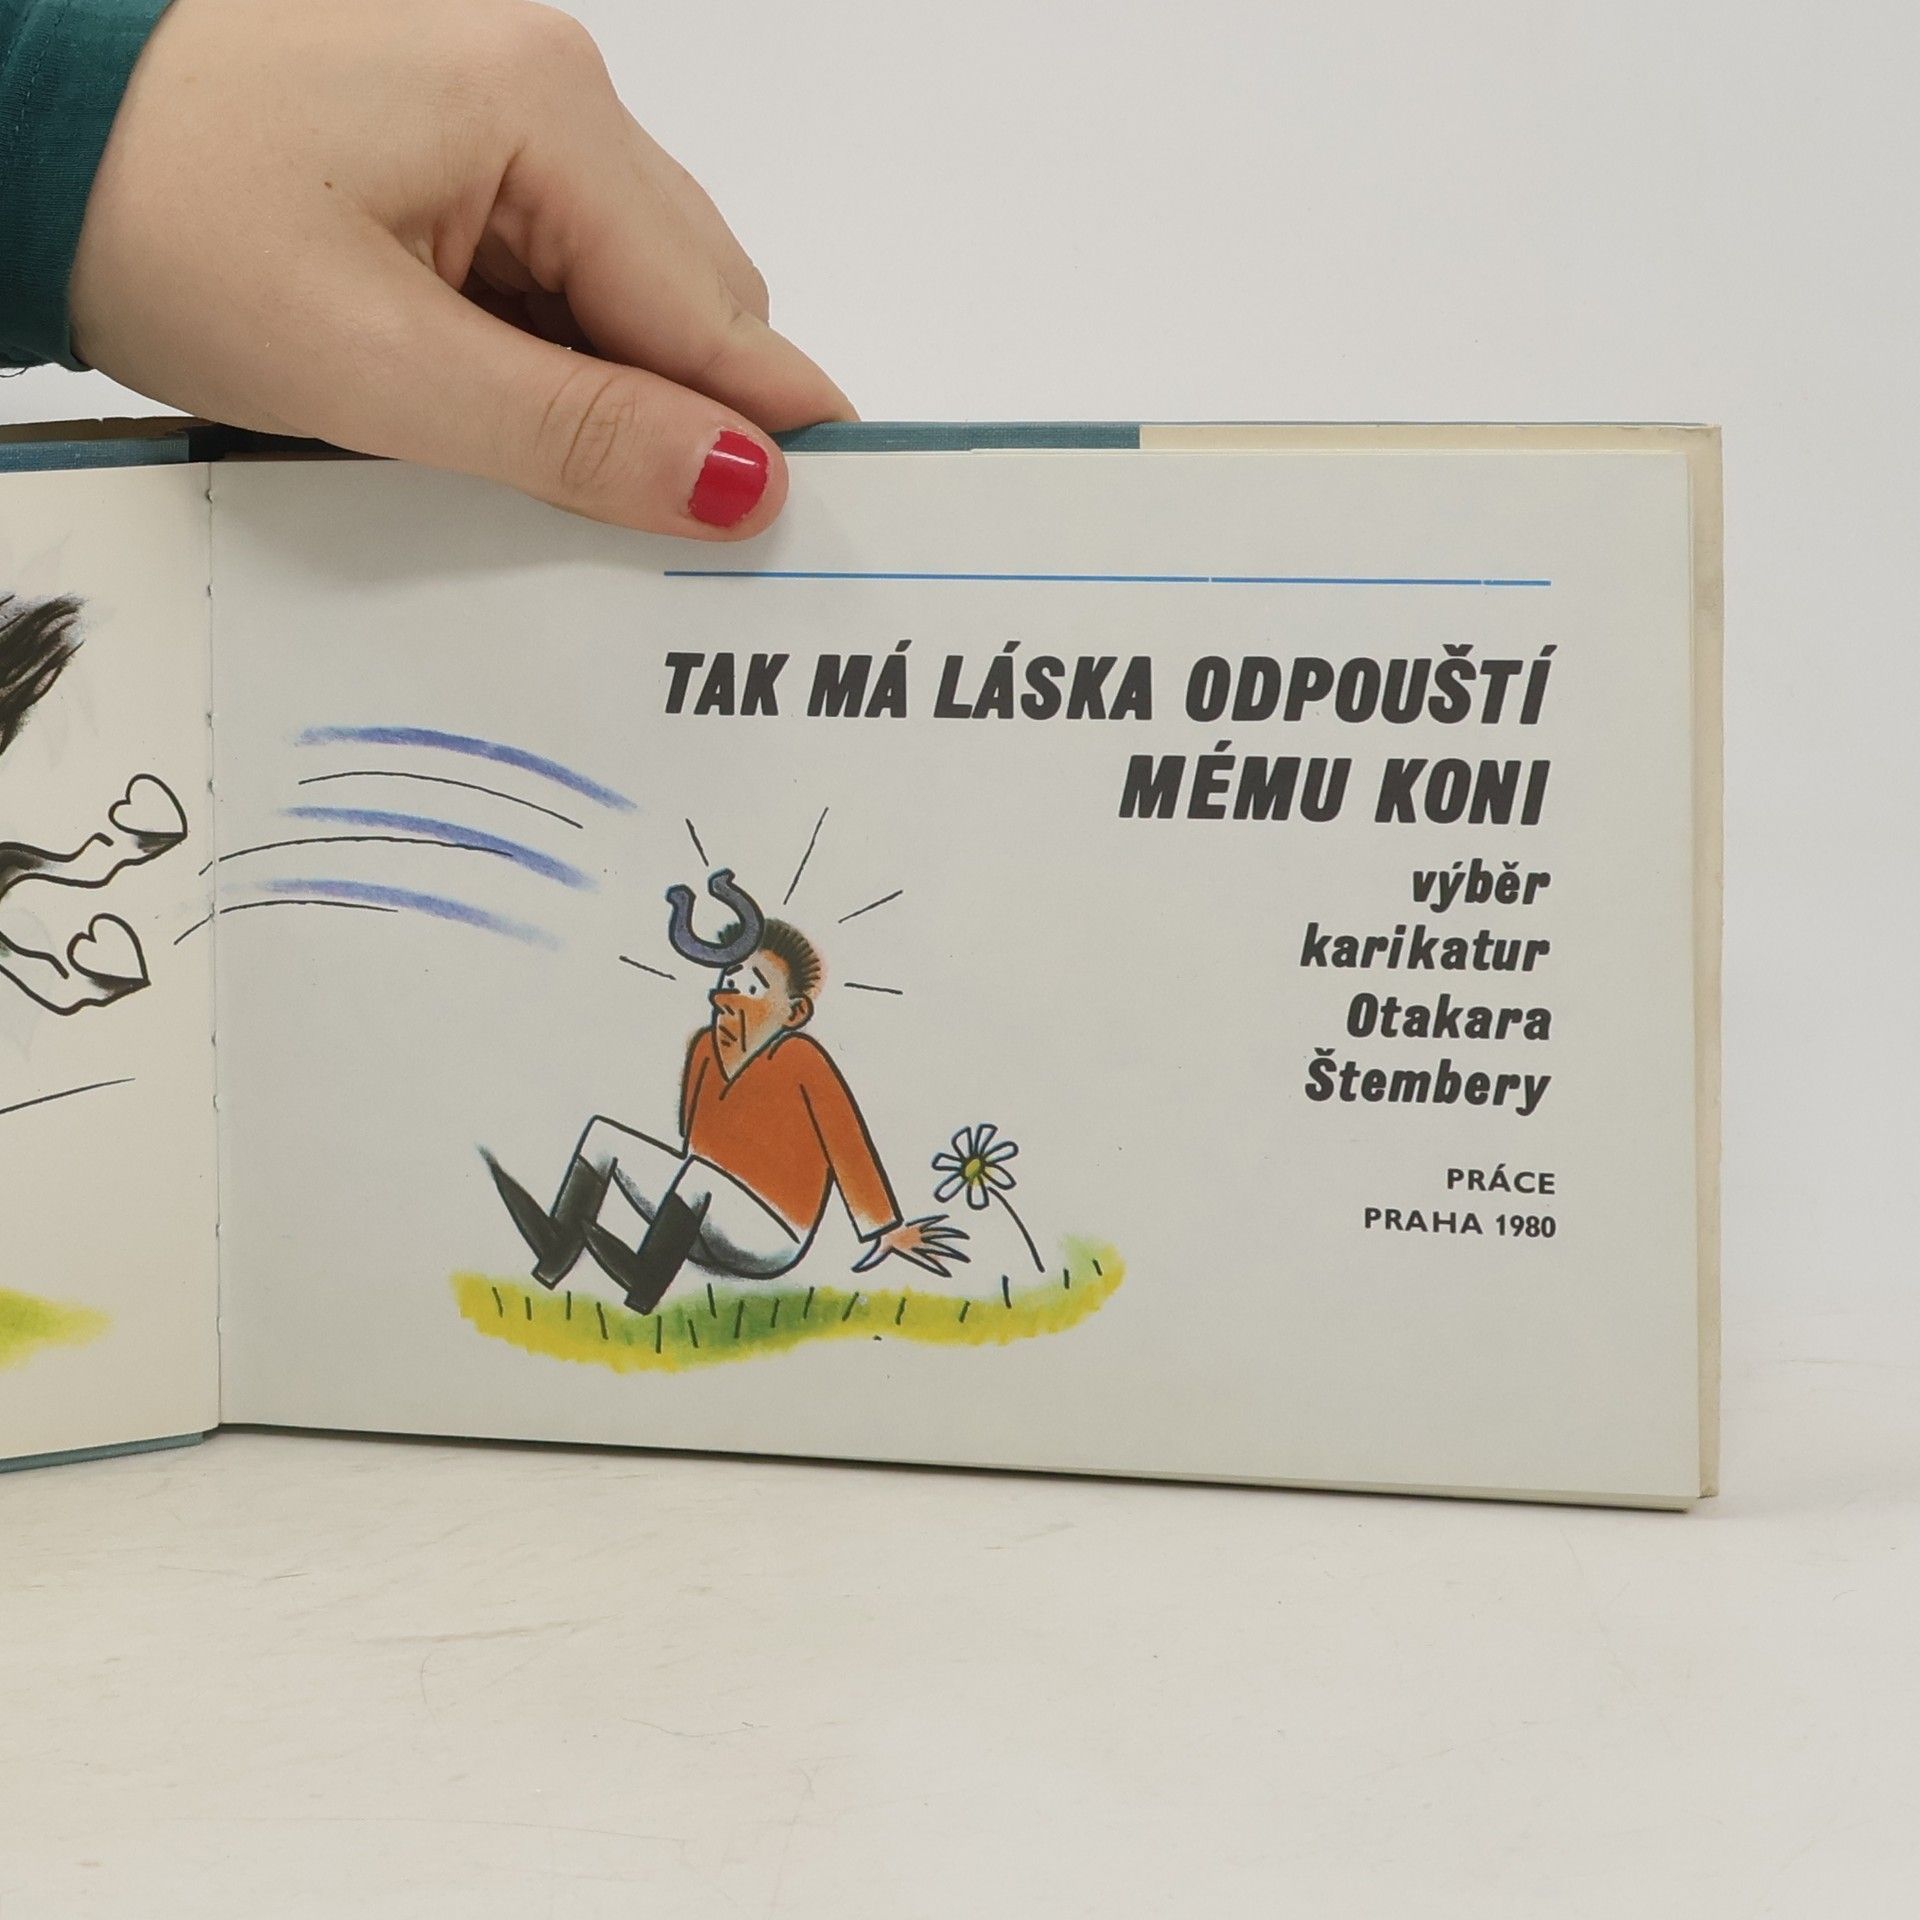 TAK MÁ LÁSKA ODPOUŠTÍ
MÉMU KONI
výběr
karikatur
Otakara
Štembery
PRÁCE
PRAHA 1980